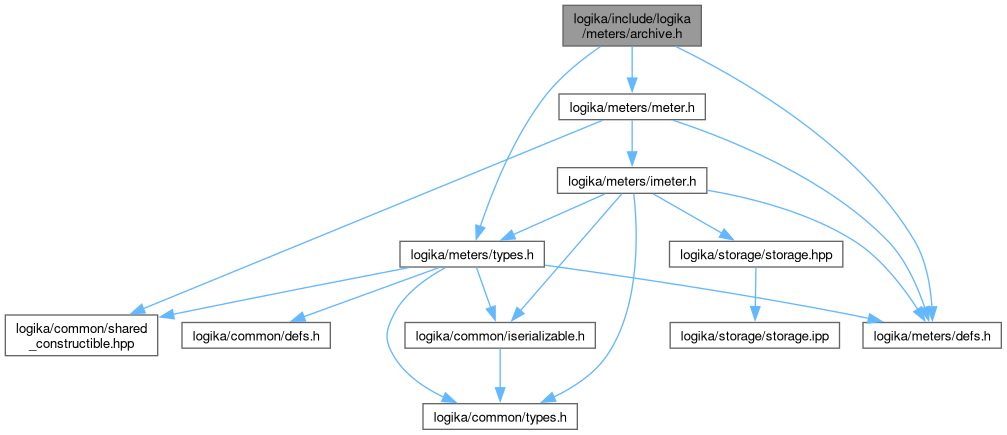 logika/include/logika
/meters/archive.h
logika/meters/meter.h
logika/meters/imeter.h
logika/meters/types.h
logika/storage/storage.hpp
logika/common/shared
_constructible.hpp
logika/common/defs.h
logika/common/iserializable.h
logika/storage/storage.ipp
logika/meters/defs.h
logika/common/types.h